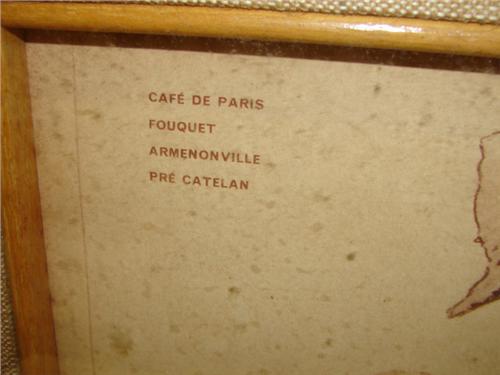 CAFÉ DE PARIS
FOUQUET
ARMENONVILLE
PRÉ CATELAN